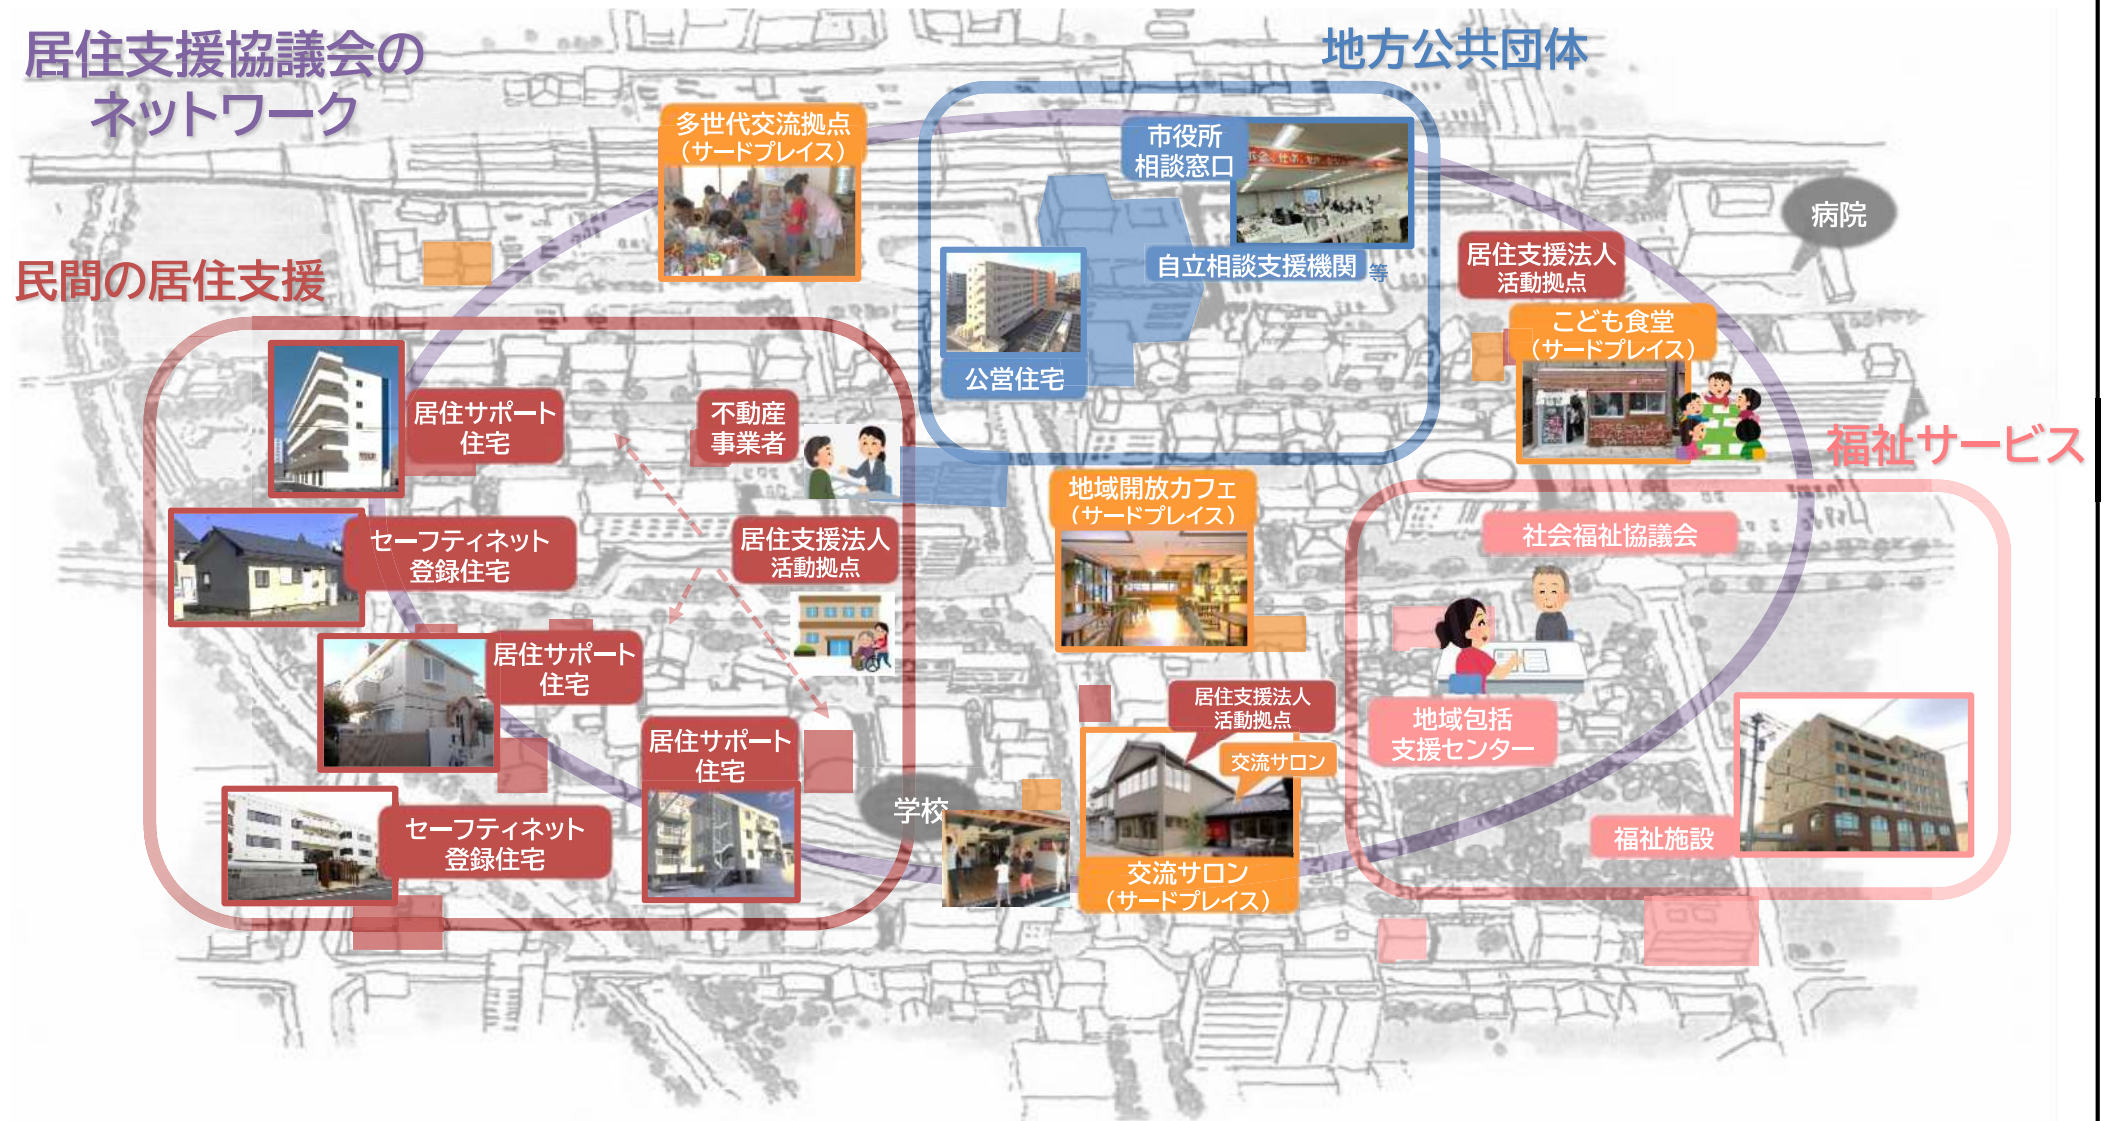 居住支援協議会の
ネットワーク
地方公共団体
多世代交流拠点
（サードプレイス）
市役所
相談窓口
自立相談支援機関 等
公営住宅
病院
民間の居住支援
居住支援法人
活動拠点
こども食堂
（サードプレイス）
居住サポート
住宅
不動産
事業者
福祉サービス
セーフティネット
登録住宅
居住支援法人
活動拠点
地域開放カフェ
（サードプレイス）
社会福祉協議会
居住サポート
住宅
居住サポート
住宅
居住支援法人
活動拠点
交流サロン
地域包括
支援センター
セーフティネット
登録住宅
学校
交流サロン
（サードプレイス）
福祉施設